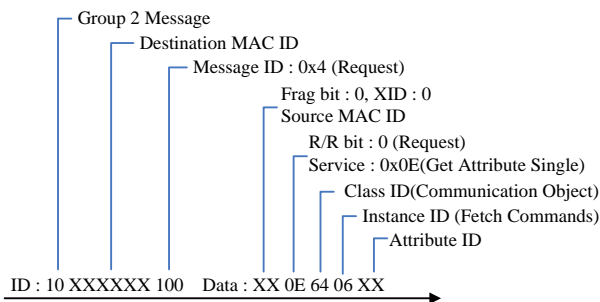 Group 2 Message
Destination MAC ID
Message ID : 0x4 (Request)
Frag bit : 0, XID : 0
Source MAC ID
R/R bit : 0 (Request)
Service : 0x0E(Get Attribute Single)
Class ID(Communication Object)
Instance ID (Fetch Commands)
Attribute ID
ID : 10 XXXXXX 100 Data : XX 0E 64 06 XX